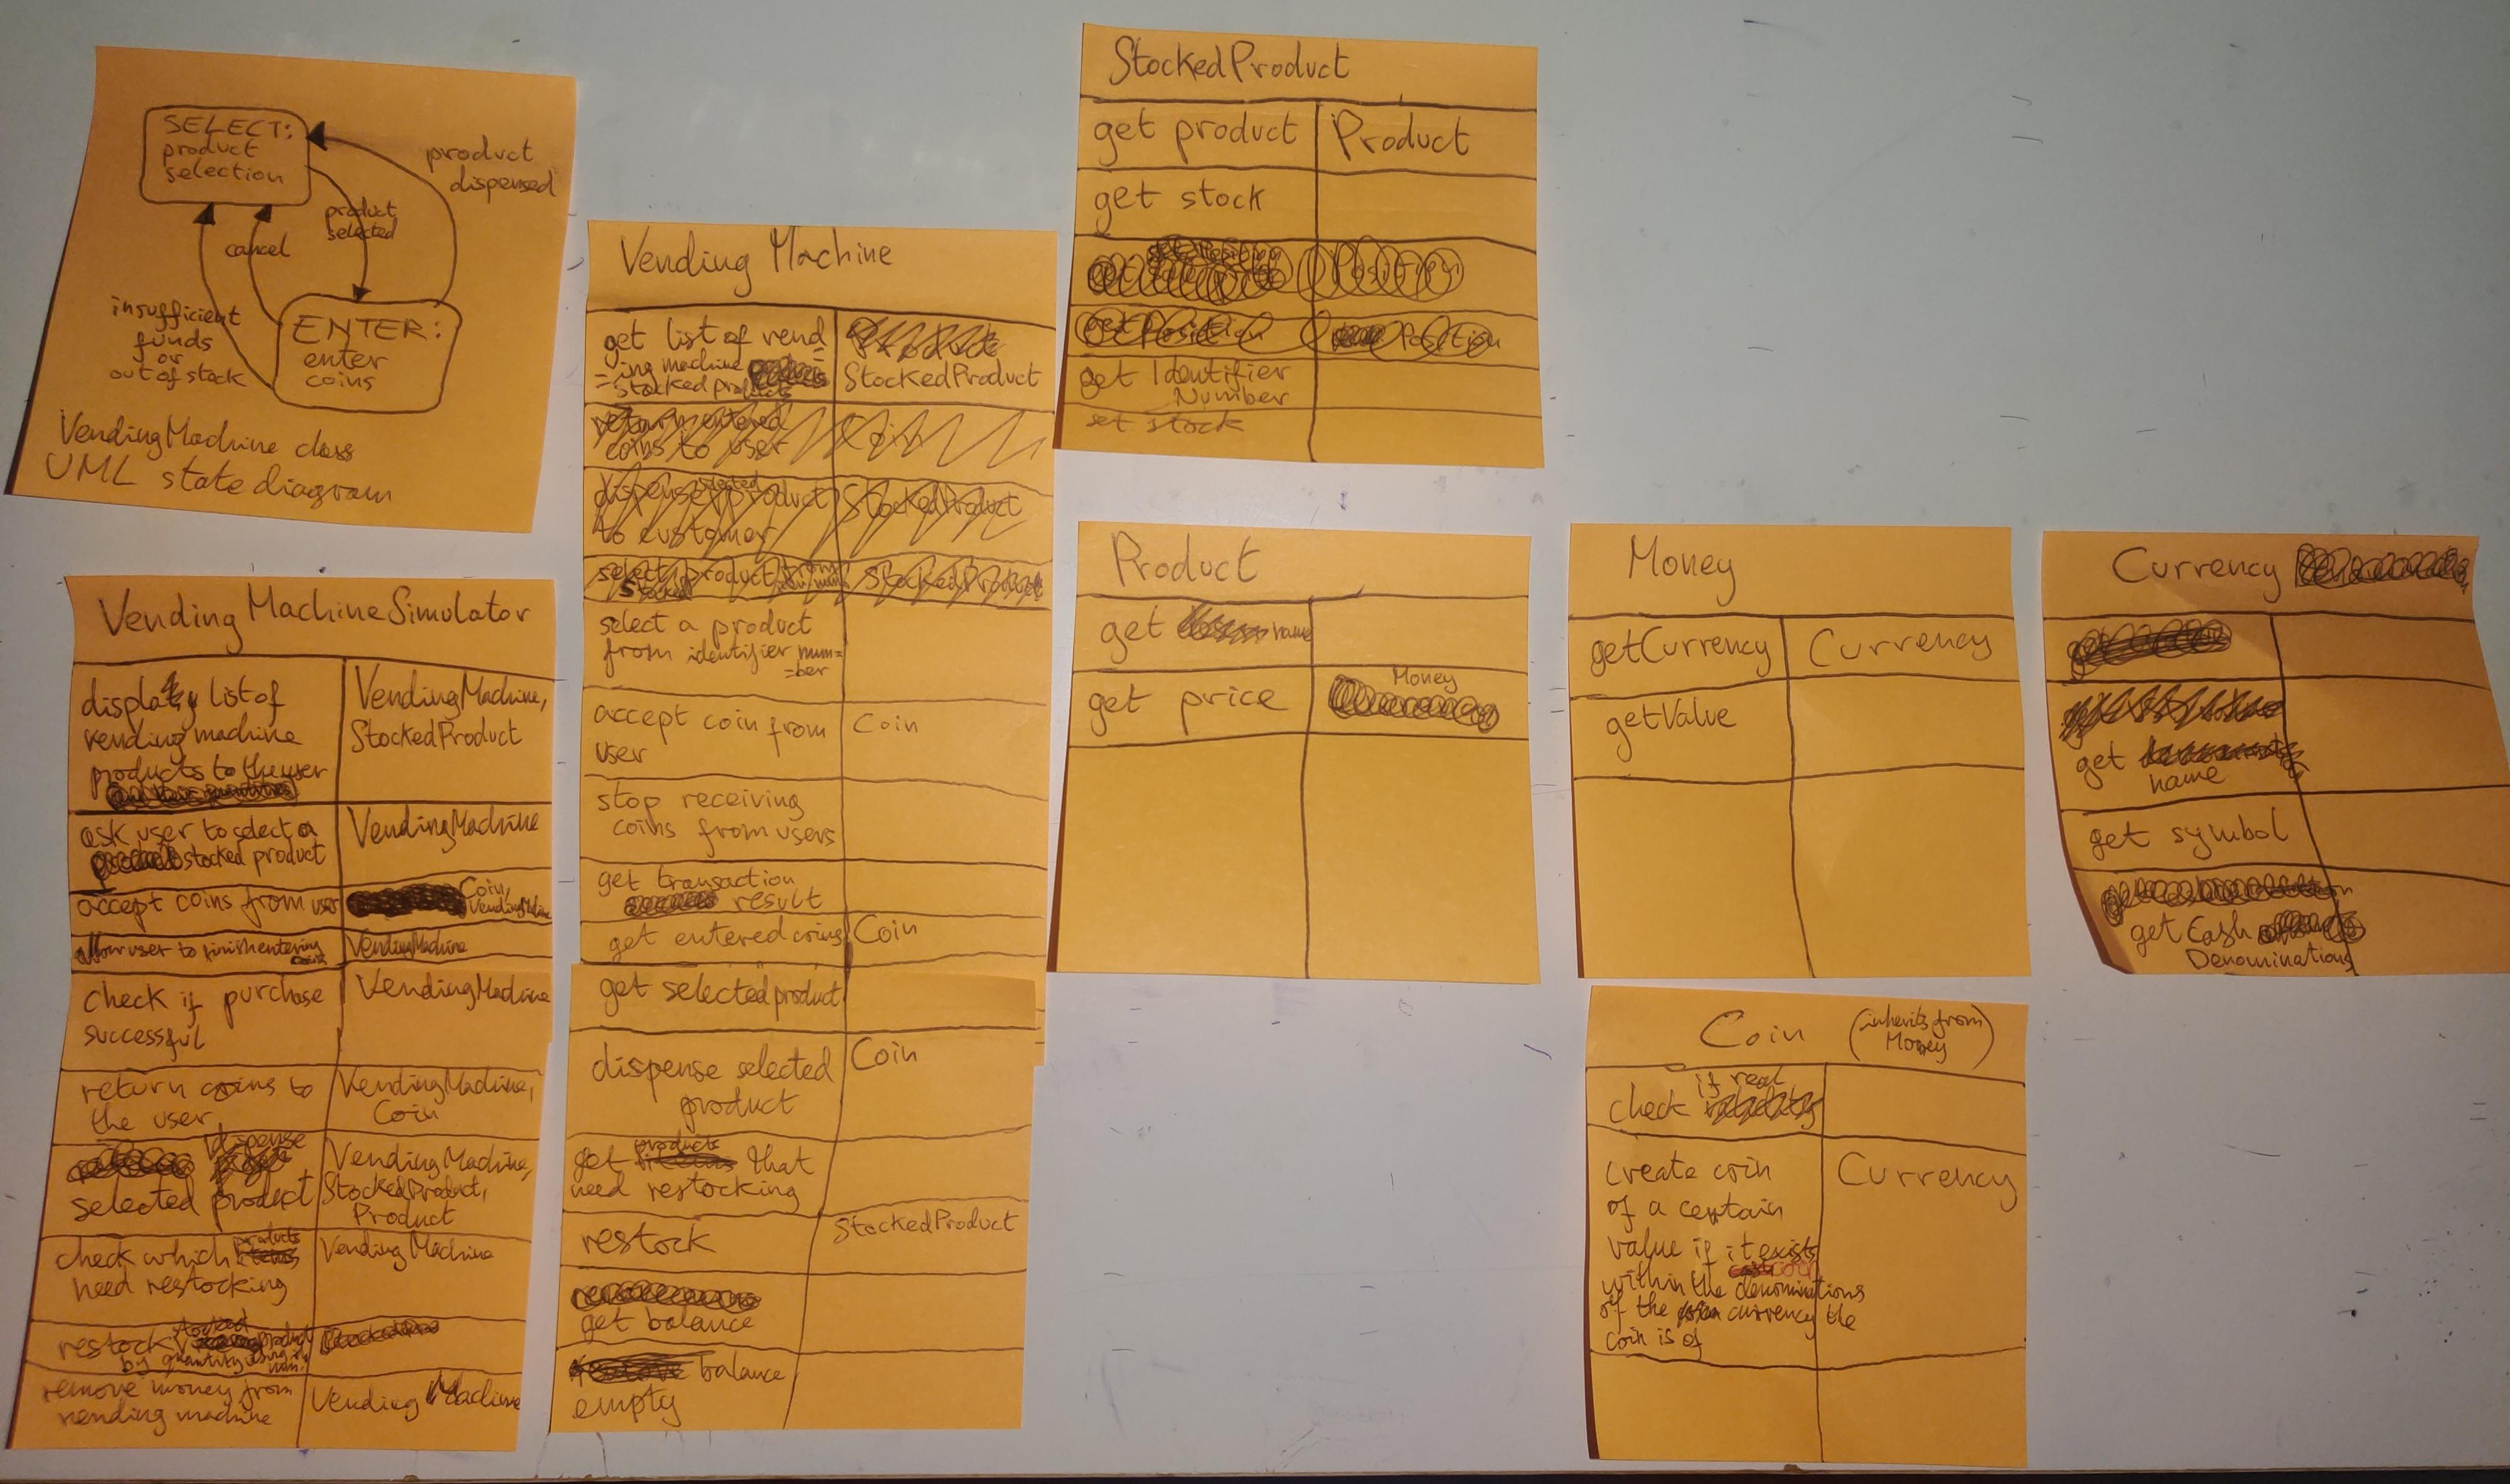 SELECT:
product
selection
product
dispensed
product
selected
cancel
insufficient
funds
or
out of stock
ENTER:
enter
coins
VendingMachine class
UML state diagram
VendingMachineSimulator
display list of
vending machine
products to the user
VendingMachine,
StockedProduct
ask user to select a
stocked product
VendingMachine
accept coins from user
Coin,
VendingMachine
allow user to finish entering
coins
VendingMachine
check if purchase
successful
VendingMachine
return coins to
the user
VendingMachine,
Coin
dispense
selected product
VendingMachine,
StockedProduct,
Product
check which products
need restocking
VendingMachine
restock stocked product
by quantity using
num.
remove money from
vending machine
Vending Machine
Vending Machine
get list of vend
=ing machine
stocked products
StockedProduct
return entered
coins to user
Coin
dispense selected product
to customer
StockedProduct
select product from
Stocked
StockedProduct
select a product
from identifier num=
=ber
accept coin from
user
Coin
stop receiving
coins from users
get transaction
result
get entered coins
Coin
get selected product
dispense selected
product
Coin
get products that
need restocking
restock
StockedProduct
get balance
balance
empty
StockedProduct
get product
Product
get stock
Position
get Position
Position
get Identifier
Number
set stock
Product
get name
get price
Money
Money
getCurrency
Currency
getValue
Currency
get
name
get symbol
get Cash
Denominations
Coin
(inherits from
Money)
check if real
create coin
of a certain
value if it exists
within the denominations
of the currency the
coin is of
Currency